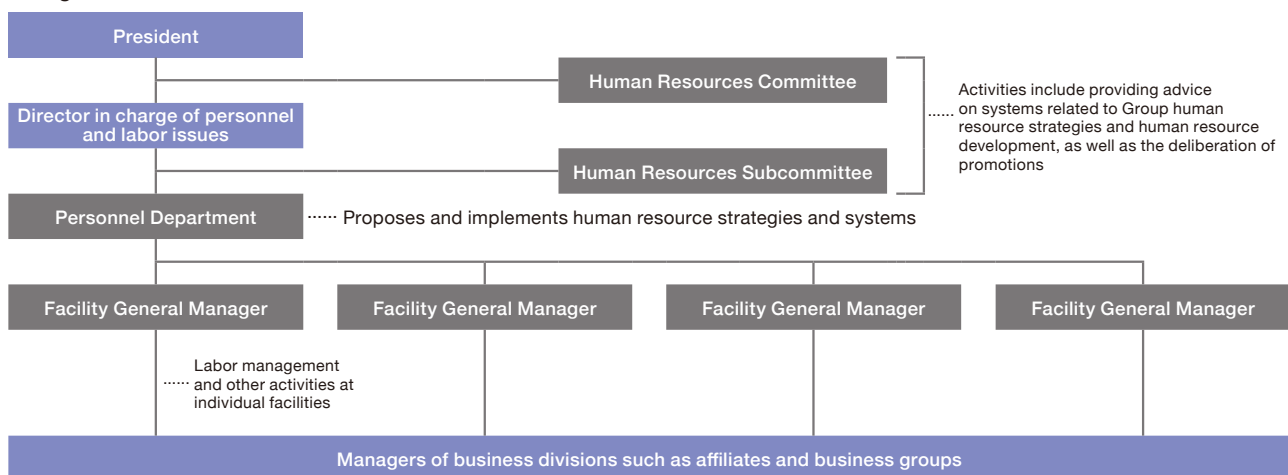 President
Human Resources Committee
Activities include providing advice
on systems related to Group human
resource strategies and human resource
development, as well as the deliberation of
promotions
Director in charge of personnel
and labor issues
Human Resources Subcommittee
Personnel Department
Proposes and implements human resource strategies and systems
Facility General Manager
Facility General Manager
Facility General Manager
Facility General Manager
Labor management
and other activities at
individual facilities
Managers of business divisions such as affiliates and business groups